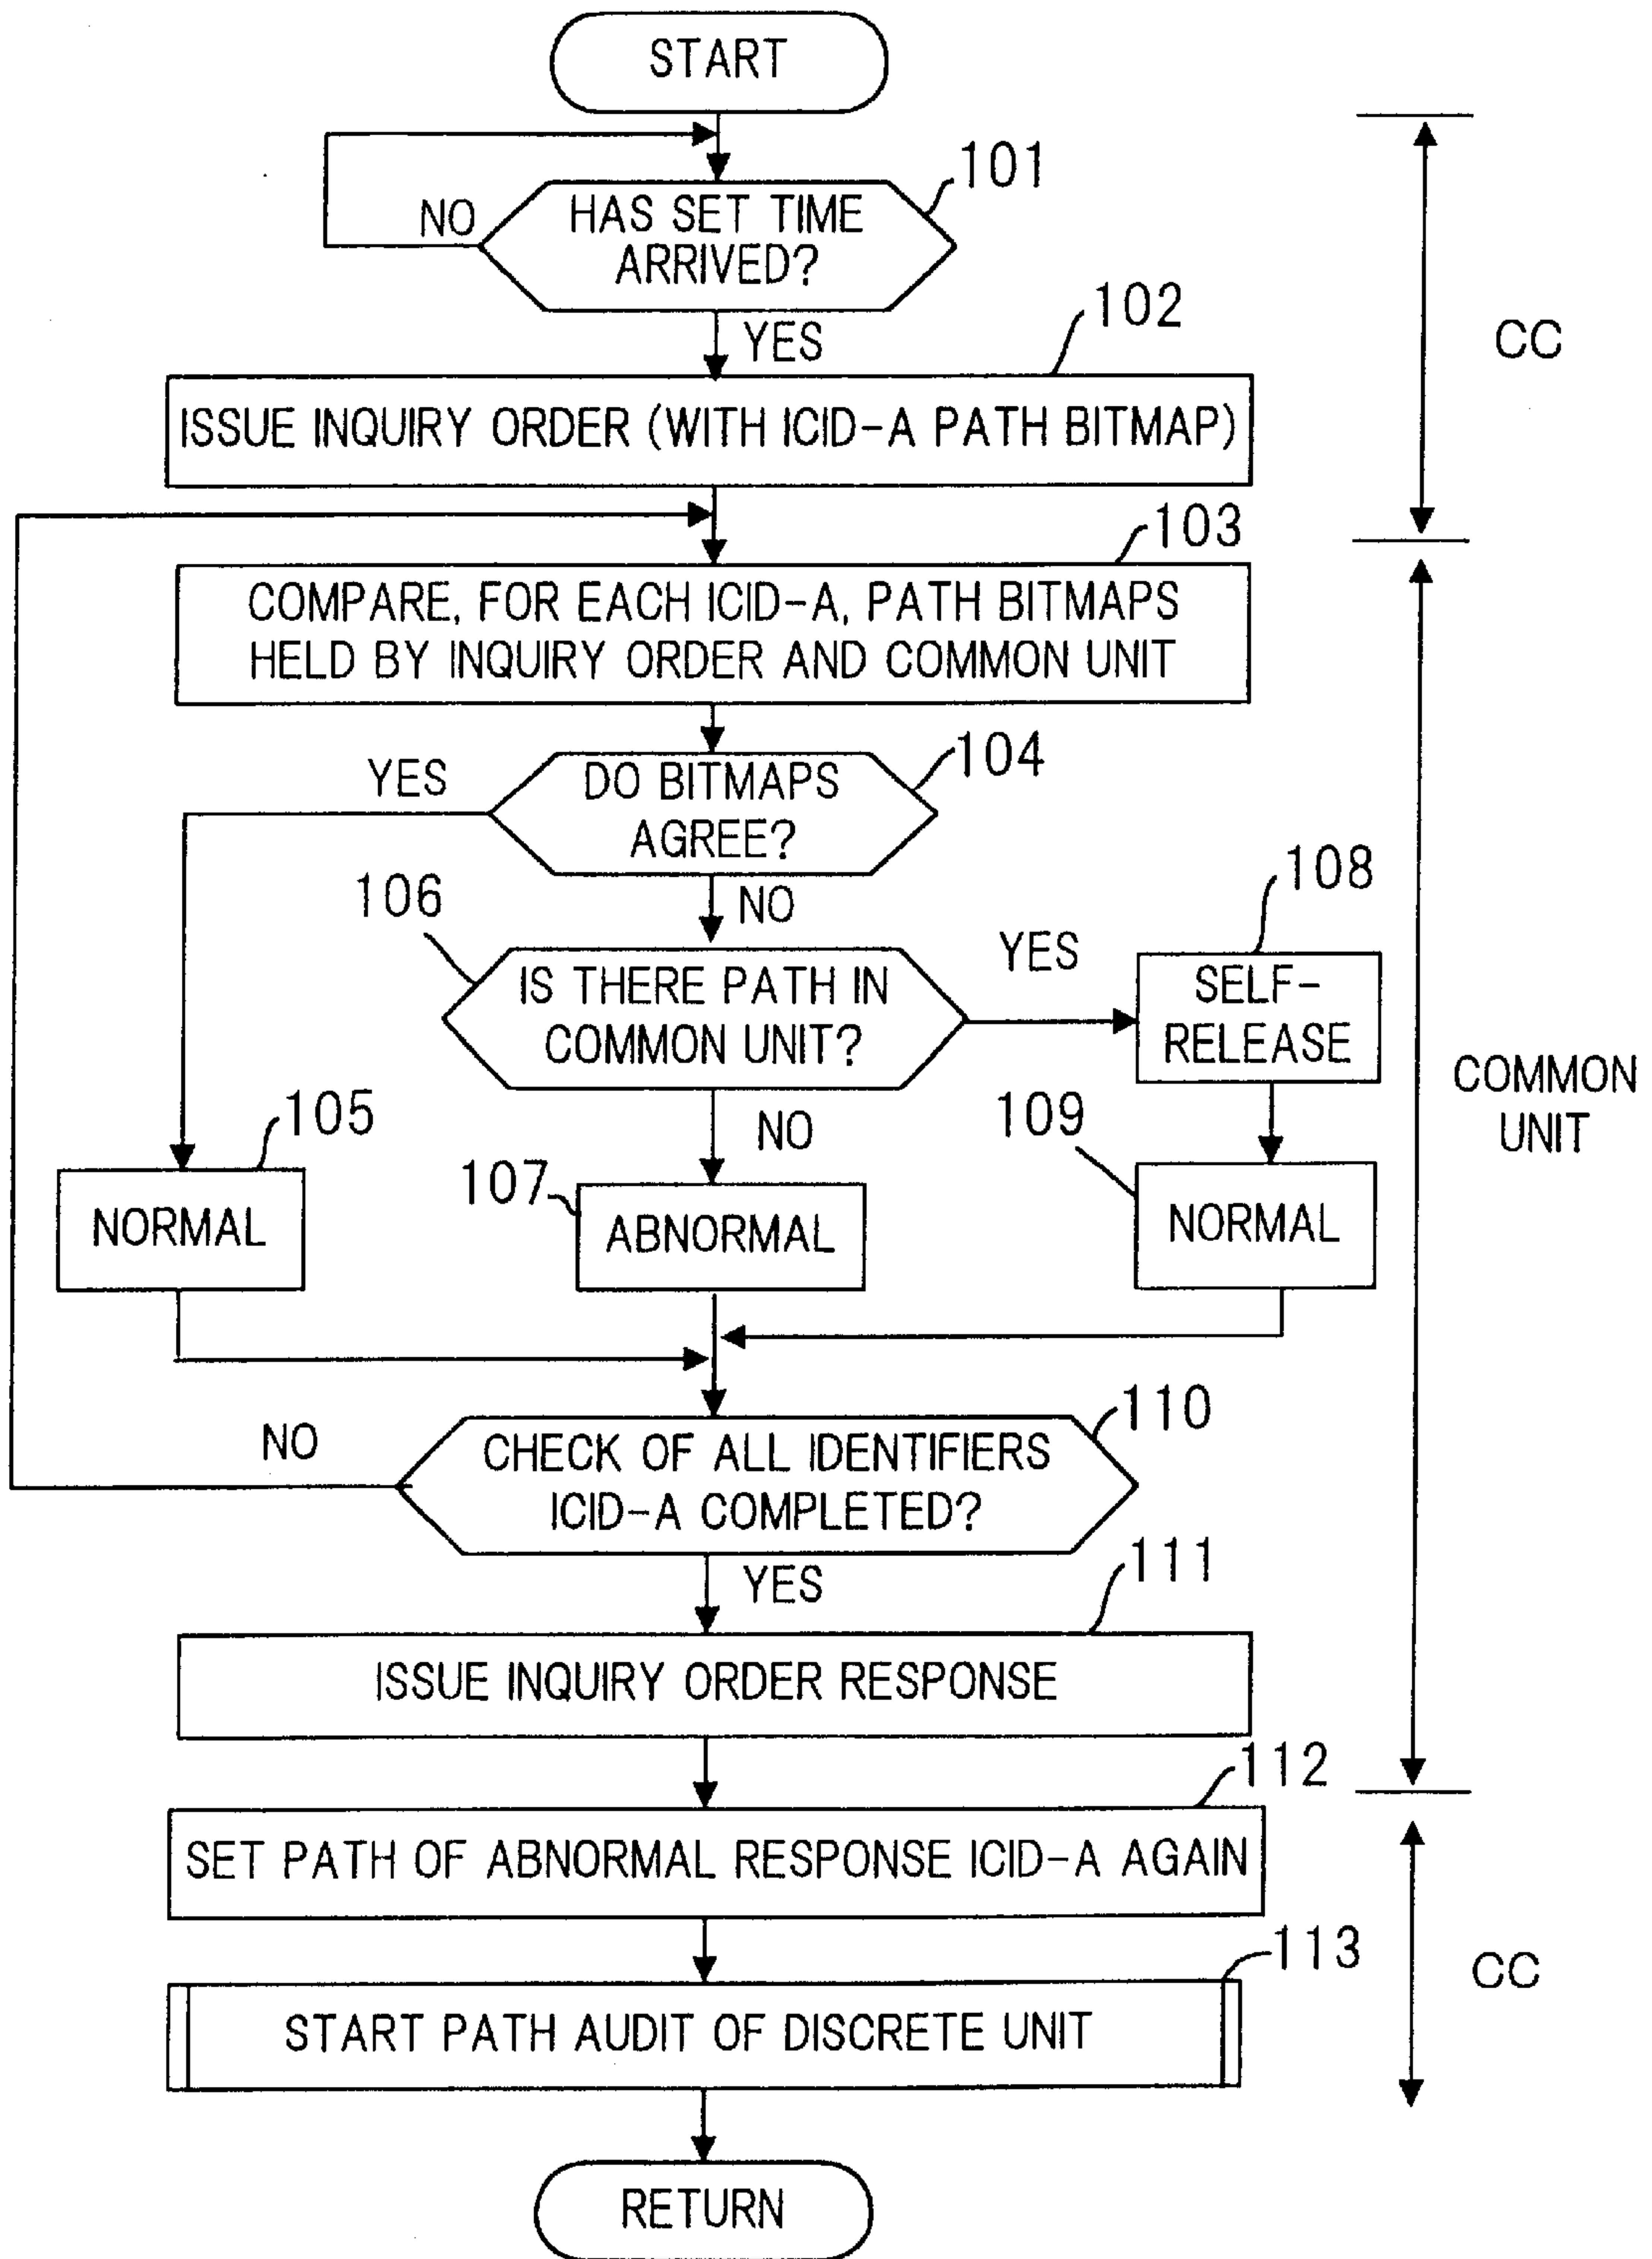 START
101
NO
HAS SET TIME
ARRIVED?
102
YES
CC
ISSUE INQUIRY ORDER (WITH ICID-A PATH BITMAP)
103
COMPARE, FOR EACH ICID-A, PATH BITMAPS
HELD BY INQUIRY ORDER AND COMMON UNIT
104
YES
DO BITMAPS
AGREE?
106
NO
108
YES
IS THERE PATH IN
COMMON UNIT?
SELF-
RELEASE
COMMON
UNIT
105
NO
109
107
NORMAL
ABNORMAL
NORMAL
110
NO
CHECK OF ALL IDENTIFIERS
ICID-A COMPLETED?
111
YES
ISSUE INQUIRY ORDER RESPONSE
112
SET PATH OF ABNORMAL RESPONSE ICID-A AGAIN
113
CC
START PATH AUDIT OF DISCRETE UNIT
RETURN